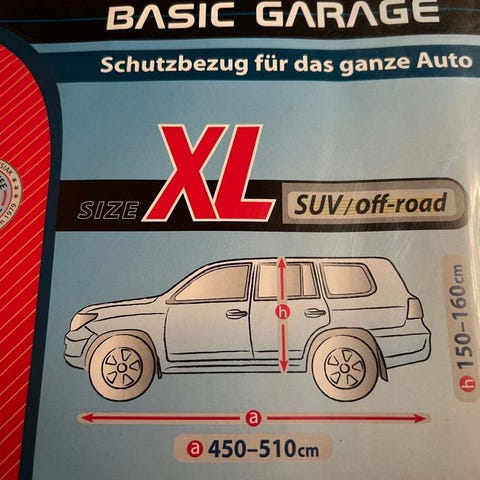 BASIC GARAGE
Schutzbezug für das ganze Auto
SIZE XL SUV/off-road
h
h 150–160cm
a
a 450–510cm